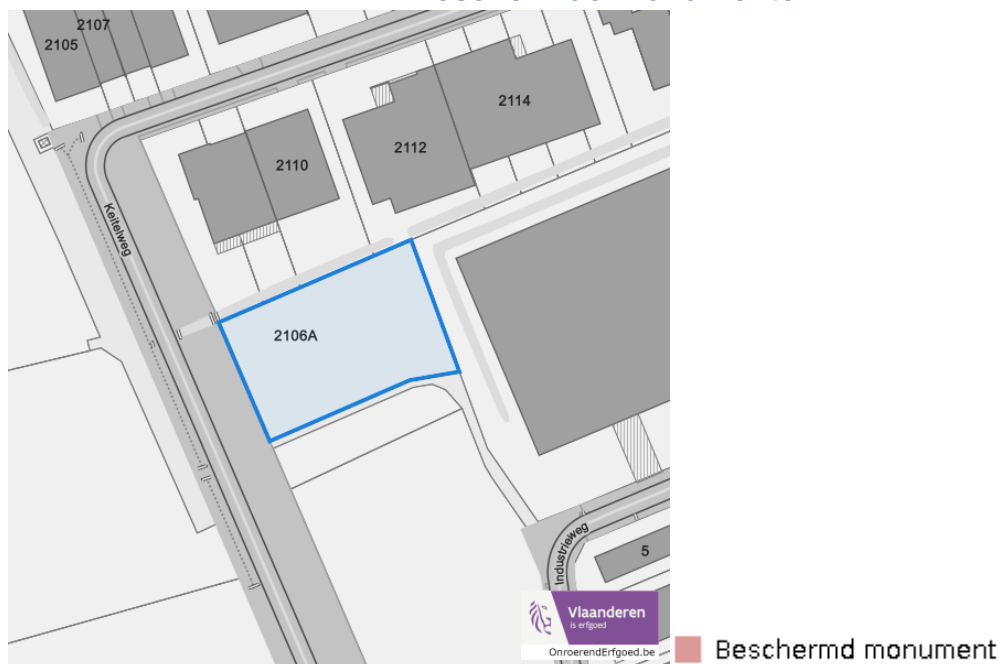 2107
2105
2114
2110
2112
Keitelweg
2106A
Industrieweg
5
Vlaanderen
is erfgoed
OnroerendErfgoed.be
Beschermd monument